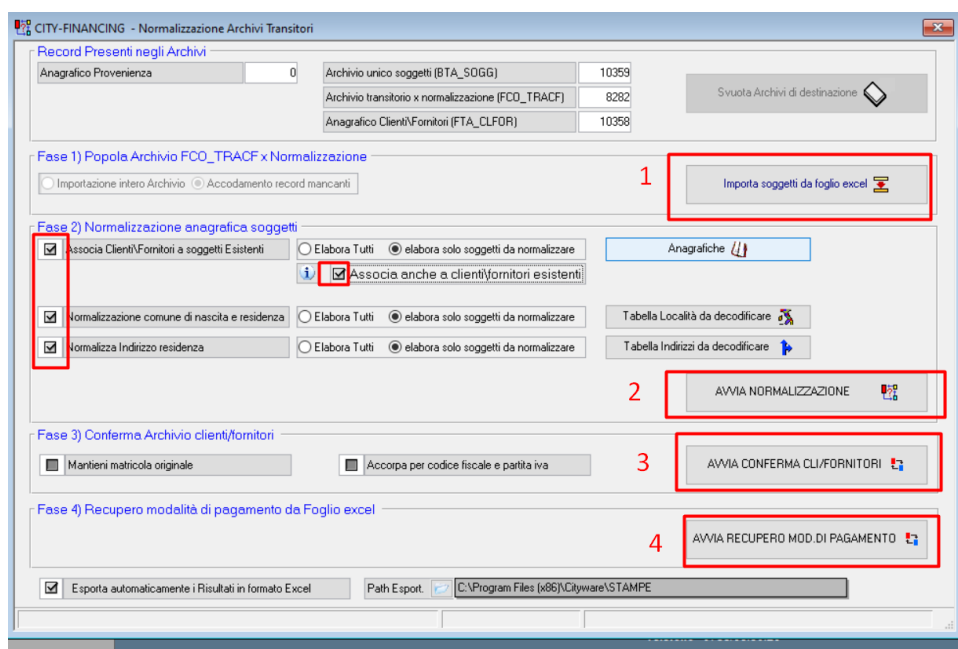 CITY-FINANCING - Normalizzazione Archivi Transitori
Record Presenti negli Archivi
Anagrafico Provenienza 0 Archivio unico soggetti (BTA_SOGG) 10359
Svuota Archivi di destinazione
Archivio transitorio x normalizzazione (FCO_TRACF) 8282
Anagrafico Clienti\Fornitori (FTA_CLFOR) 10358
Fase 1) Popola Archivio FCO_TRACF x Normalizzazione
Importazione intero Archivio Accodamento record mancanti 1 Importa soggetti da foglio excel
Fase 2) Normalizzazione anagrafica soggetti
Associa Clienti\Fornitori a soggetti Esistenti Elabora Tutti elabora solo soggetti da normalizzare Anagrafiche
Associa anche a clienti\fornitori esistenti
Normalizzazione comune di nascita e residenza Elabora Tutti elabora solo soggetti da normalizzare Tabella Località da decodificare
Normalizza Indirizzo residenza Elabora Tutti elabora solo soggetti da normalizzare Tabella Indirizzi da decodificare
2 AVVIA NORMALIZZAZIONE
Fase 3) Conferma Archivio clienti/fornitori
Mantieni matricola originale Accorpa per codice fiscale e partita iva 3 AVVIA CONFERMA CLI/FORNITORI
Fase 4) Recupero modalità di pagamento da Foglio excel
4 AVVIA RECUPERO MOD.DI PAGAMENTO
Esporta automaticamente i Risultati in formato Excel Path Esport. C:\Program Files (x86)\Cityware\STAMPE